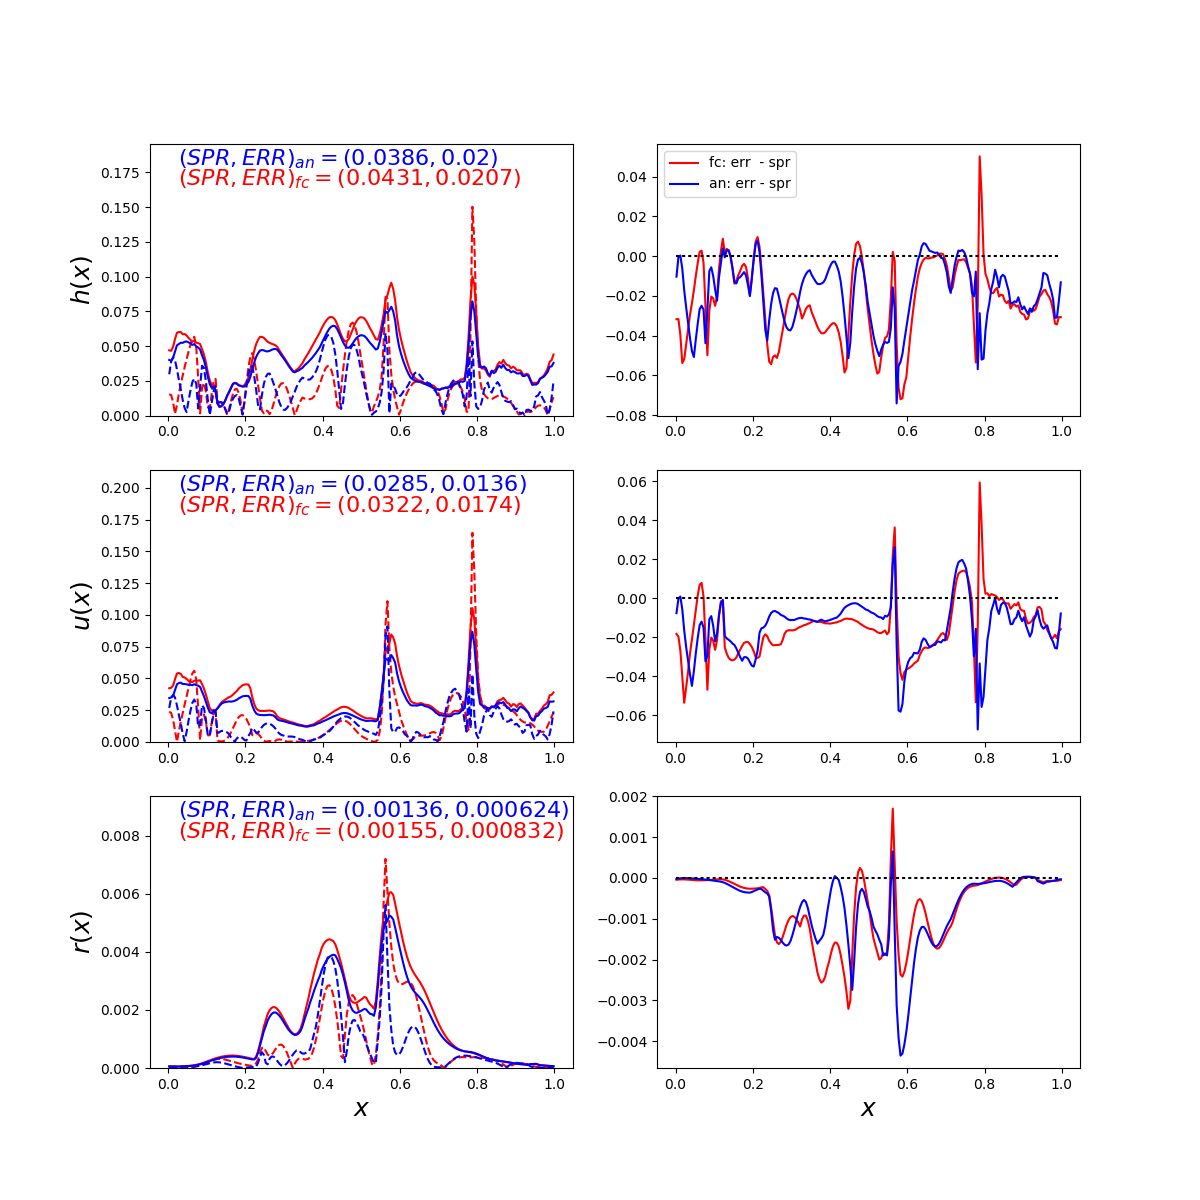 (SPR, ERR)an = (0.0386, 0.02)
(SPR, ERR)fc = (0.0431, 0.0207)
h(x)
0.175
0.150
0.125
0.100
0.075
0.050
0.025
0.000
0.0 0.2 0.4 0.6 0.8 1.0
fc: err - spr
an: err - spr
0.04
0.02
0.00
−0.02
−0.04
−0.06
−0.08
0.0 0.2 0.4 0.6 0.8 1.0
(SPR, ERR)an = (0.0285, 0.0136)
(SPR, ERR)fc = (0.0322, 0.0174)
u(x)
0.200
0.175
0.150
0.125
0.100
0.075
0.050
0.025
0.000
0.0 0.2 0.4 0.6 0.8 1.0
0.06
0.04
0.02
0.00
−0.02
−0.04
−0.06
0.0 0.2 0.4 0.6 0.8 1.0
(SPR, ERR)an = (0.00136, 0.000624)
(SPR, ERR)fc = (0.00155, 0.000832)
r(x)
0.008
0.006
0.004
0.002
0.000
0.0 0.2 0.4 0.6 0.8 1.0
x
0.002
0.001
0.000
−0.001
−0.002
−0.003
−0.004
0.0 0.2 0.4 0.6 0.8 1.0
x